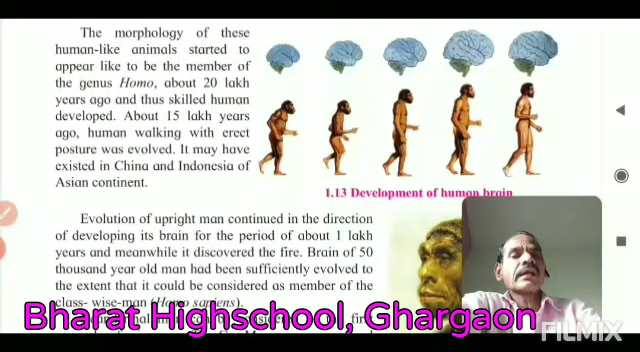 The morphology of these
human-like animals started to
appear like to be the member of
the genus Homo, about 20 lakh
years ago and thus skilled human
developed. About 15 lakh years
ago, human walking with erect
posture was evolved. It may have
existed in China and Indonesia of
Asian continent.
1.13 Development of human brain
Evolution of upright man continued in the direction
of developing its brain for the period of about 1 lakh
years and meanwhile it discovered the fire. Brain of 50
thousand year old man had been sufficiently evolved to
the extent that it could be considered as member of the
class- wise-man (Homo sapiens).
Bharat Highschool, Ghargaon
FILMIX